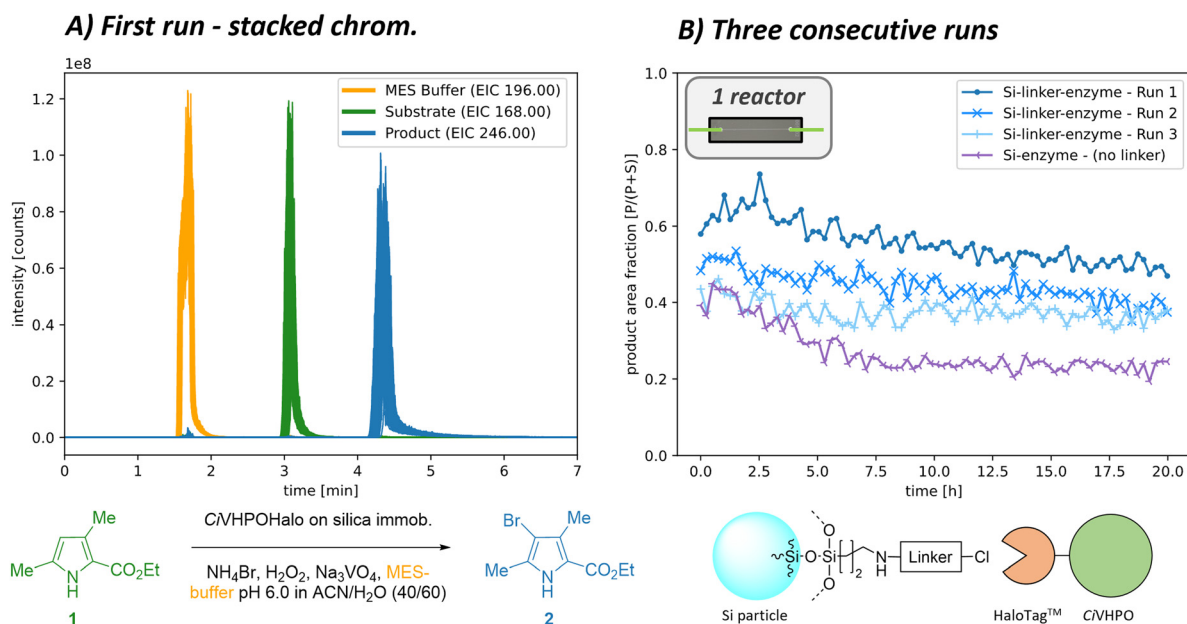 A) First run - stacked chrom.
1e8
MES Buffer (EIC 196.00)
Substrate (EIC 168.00)
Product (EIC 246.00)
intensity [counts]
1.2
1.0
0.8
0.6
0.4
0.2
0.0
0 1 2 3 4 5 6 7
time [min]
B) Three consecutive runs
1 reactor
Si-linker-enzyme - Run 1
Si-linker-enzyme - Run 2
Si-linker-enzyme - Run 3
Si-enzyme - (no linker)
product area fraction [P/(P+S)]
1.0
0.8
0.6
0.4
0.2
0.0
0.0 2.5 5.0 7.5 10.0 12.5 15.0 17.5 20.0
time [h]
Me
Me
N
H
CO₂Et
1
CiVHPOHalo on silica immob.
NH₄Br, H₂O₂, Na₃VO₄, MES-
buffer pH 6.0 in ACN/H₂O (40/60)
Br
Me
Me
N
H
CO₂Et
2
O
Si O Si
2
N
H
Linker
Cl
O
Si particle
HaloTag™
CiVHPO